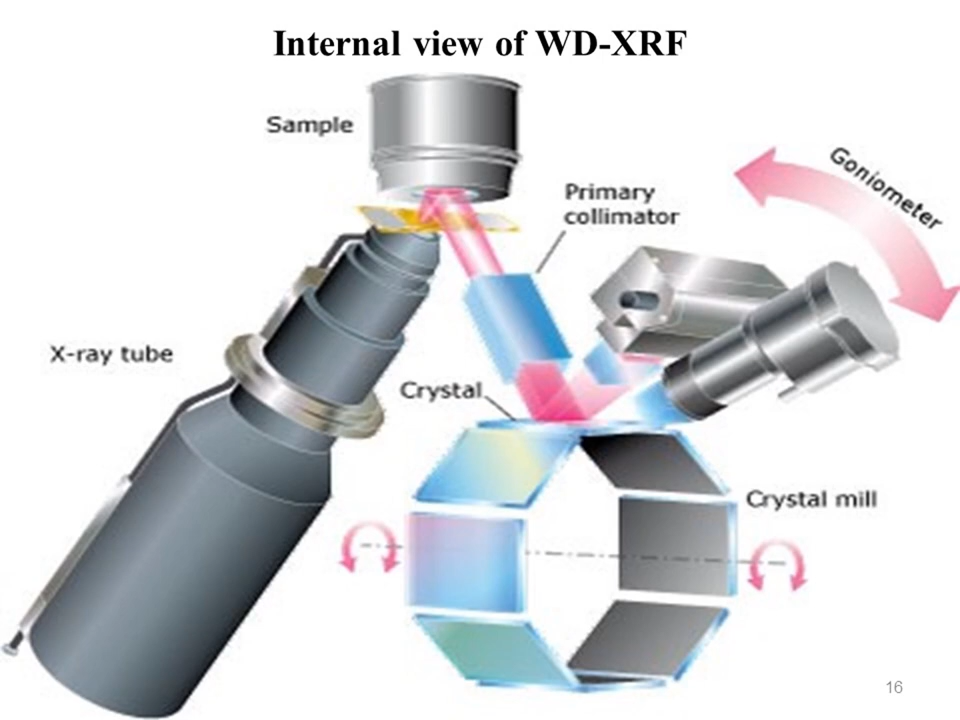 Internal view of WD-XRF
Sample
Goniometer
Primary
collimator
X-ray tube
Crystal
Crystal mill
16